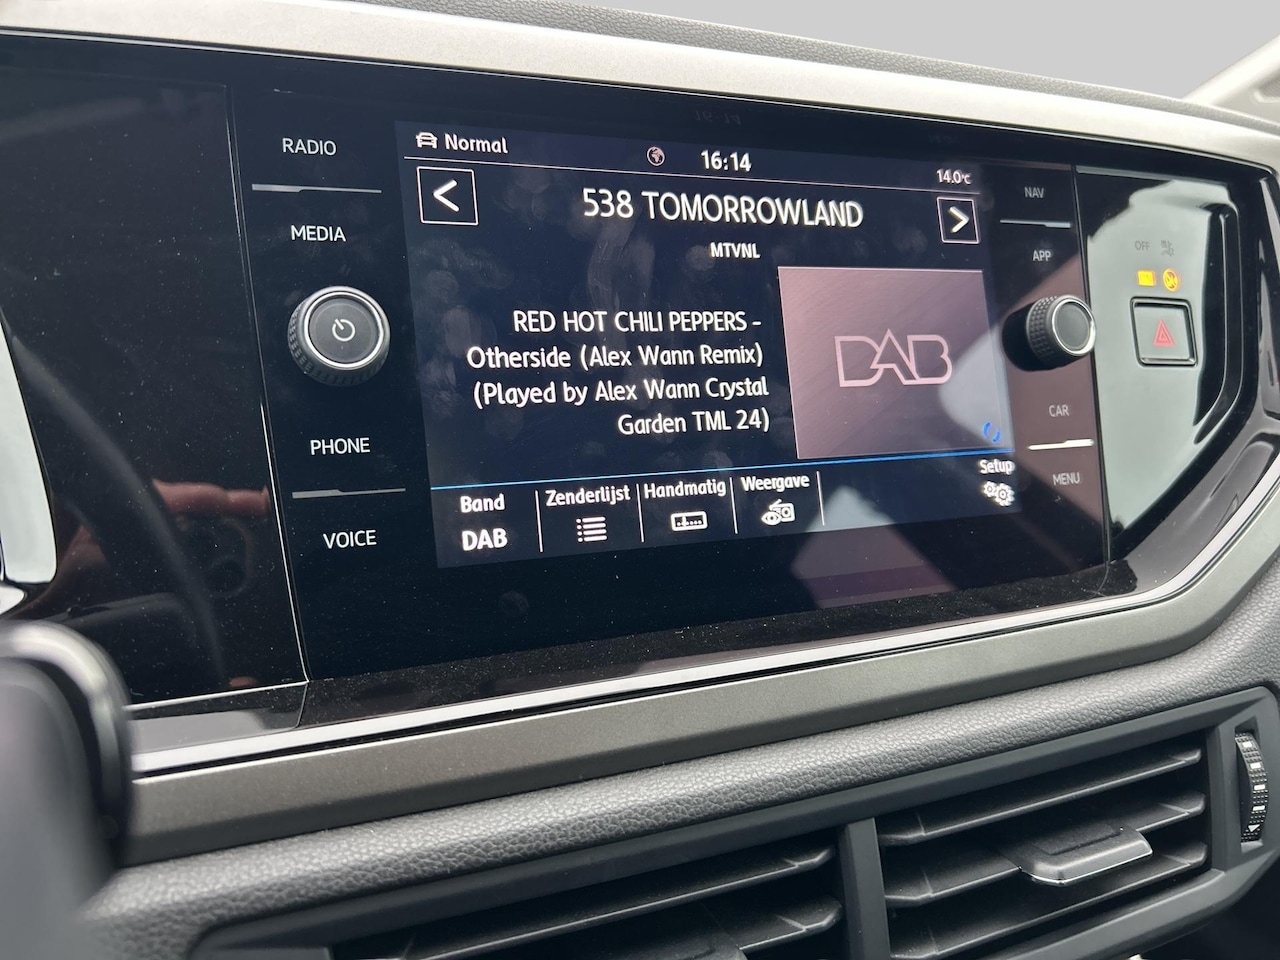 RADIO
MEDIA
PHONE
VOICE
Normal
16:14
14.0°C
<
538 TOMORROWLAND
>
MTVNL
RED HOT CHILI PEPPERS -
Otherside (Alex Wann Remix)
(Played by Alex Wann Crystal
Garden TML 24)
DAB
Band
DAB
Zenderlijst
Handmatig
Weergave
Setup
NAV
APP
CAR
MENU
OFF